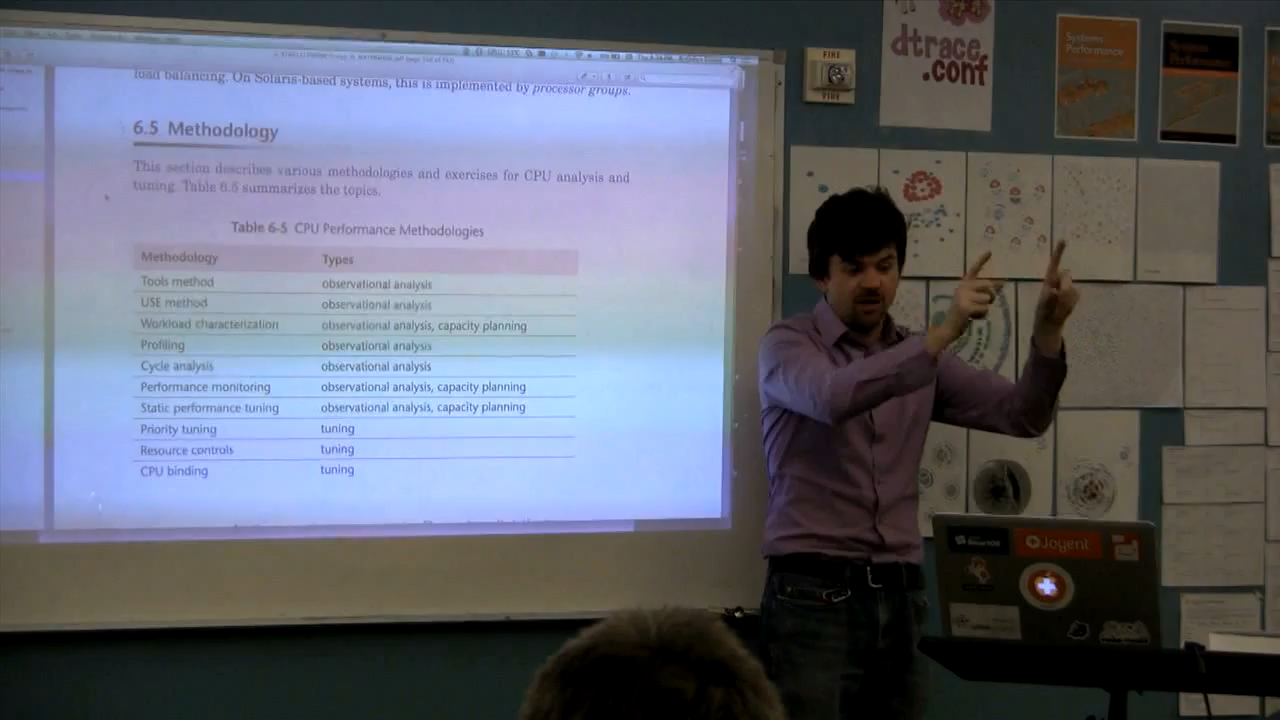 load balancing. On Solaris-based systems, this is implemented by processor groups.
6.5 Methodology
This section describes various methodologies and exercises for CPU analysis and
tuning. Table 6.5 summarizes the topics.
Table 6-5 CPU Performance Methodologies
Methodology Types
Tools method observational analysis
USE method observational analysis
Workload characterization observational analysis, capacity planning
Profiling observational analysis
Cycle analysis observational analysis
Performance monitoring observational analysis, capacity planning
Static performance tuning observational analysis, capacity planning
Priority tuning tuning
Resource controls tuning
CPU binding tuning
FIRE
FIRE
dtrace
.conf
Systems
Performance
Systems
Performance
SmartOS
Joyent